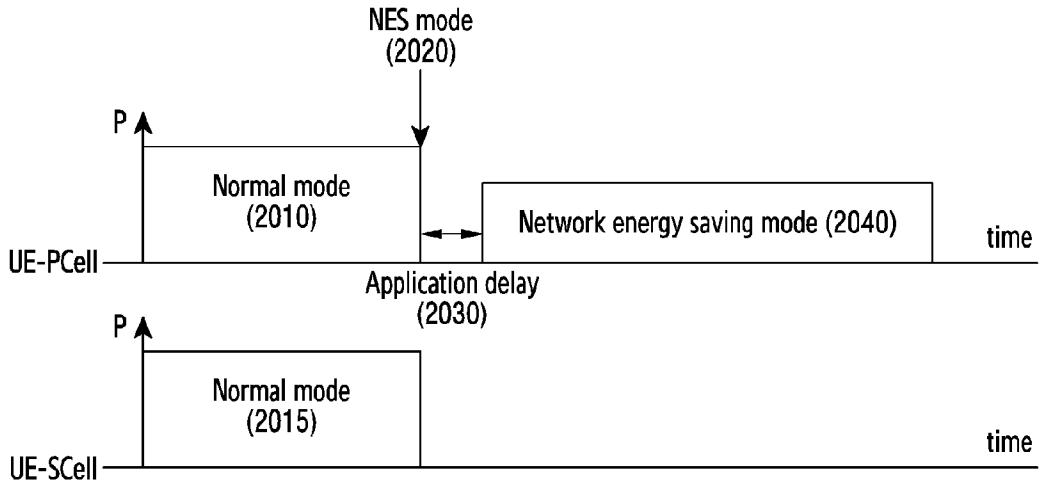 NES mode
(2020)
P
Normal mode
(2010)
Network energy saving mode (2040)
time
UE-PCell
Application delay
(2030)
P
Normal mode
(2015)
time
UE-SCell